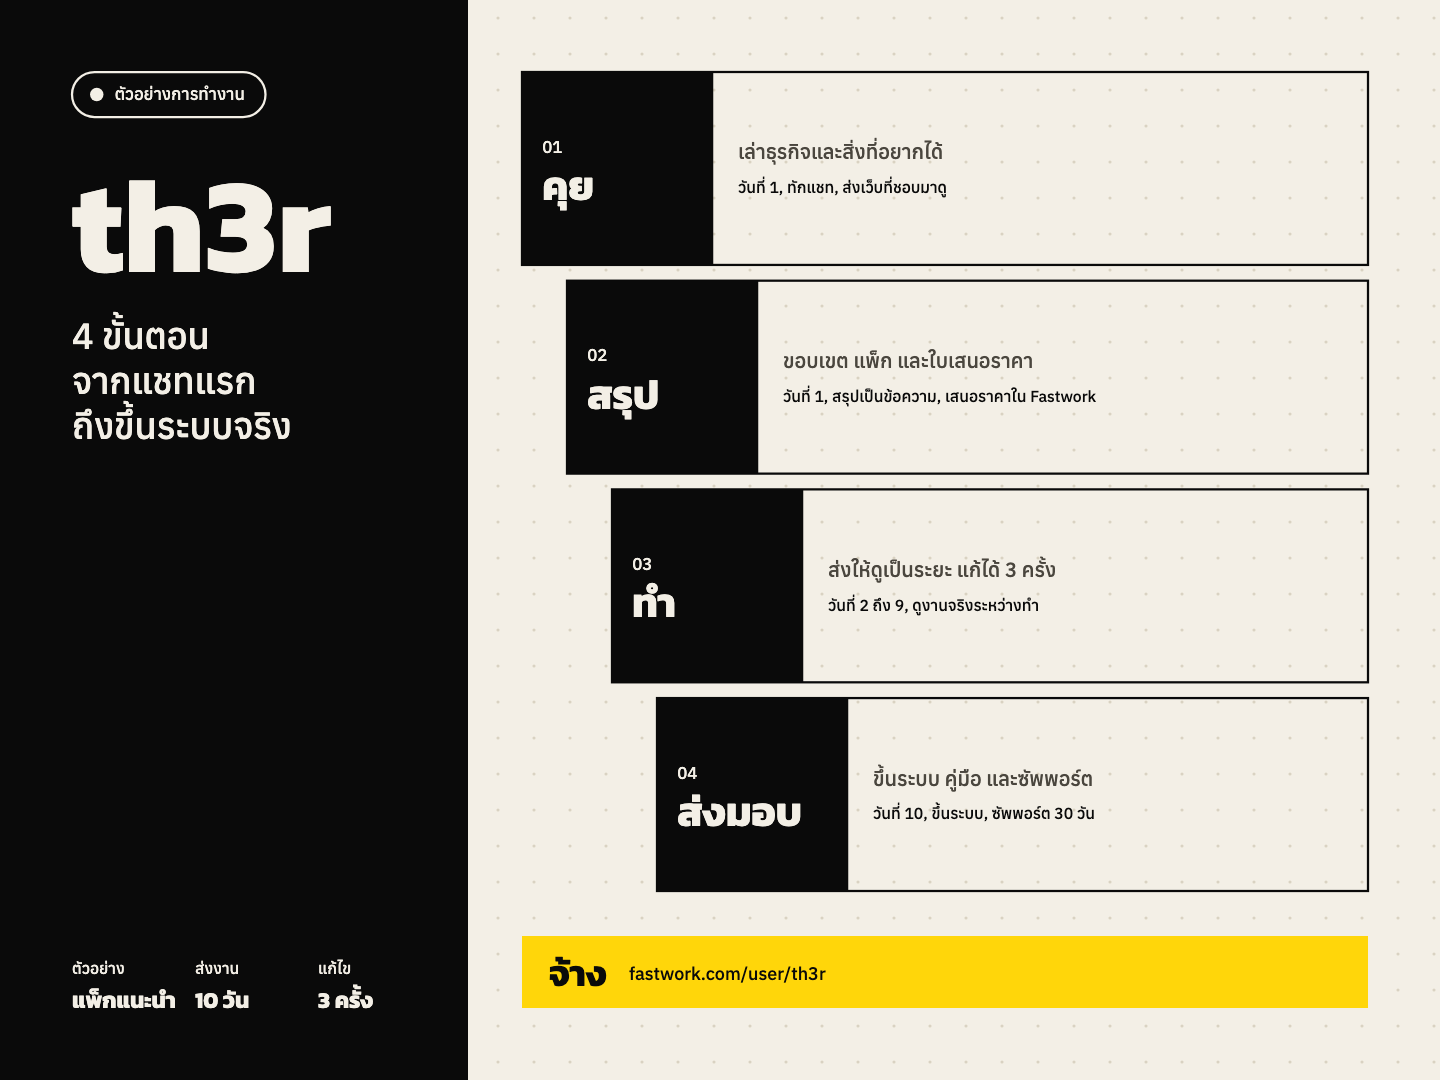 ตัวอย่างการทำงาน
th3r
4 ขั้นตอน
จากแชทแรก
ถึงขึ้นระบบจริง
ตัวอย่าง
แพ็กแนะนำ
ส่งงาน
10 วัน
แก้ไข
3 ครั้ง
01
คุย
เล่าธุรกิจและสิ่งที่อยากได้
วันที่ 1, ทักแชท, ส่งเว็บที่ชอบมาดู
02
สรุป
ขอบเขต แพ็ก และใบเสนอราคา
วันที่ 1, สรุปเป็นข้อความ, เสนอราคาใน Fastwork
03
ทำ
ส่งให้ดูเป็นระยะ แก้ได้ 3 ครั้ง
วันที่ 2 ถึง 9, ดูงานจริงระหว่างทำ
04
ส่งมอบ
ขึ้นระบบ คู่มือ และซัพพอร์ต
วันที่ 10, ขึ้นระบบ, ซัพพอร์ต 30 วัน
จ้าง
fastwork.com/user/th3r